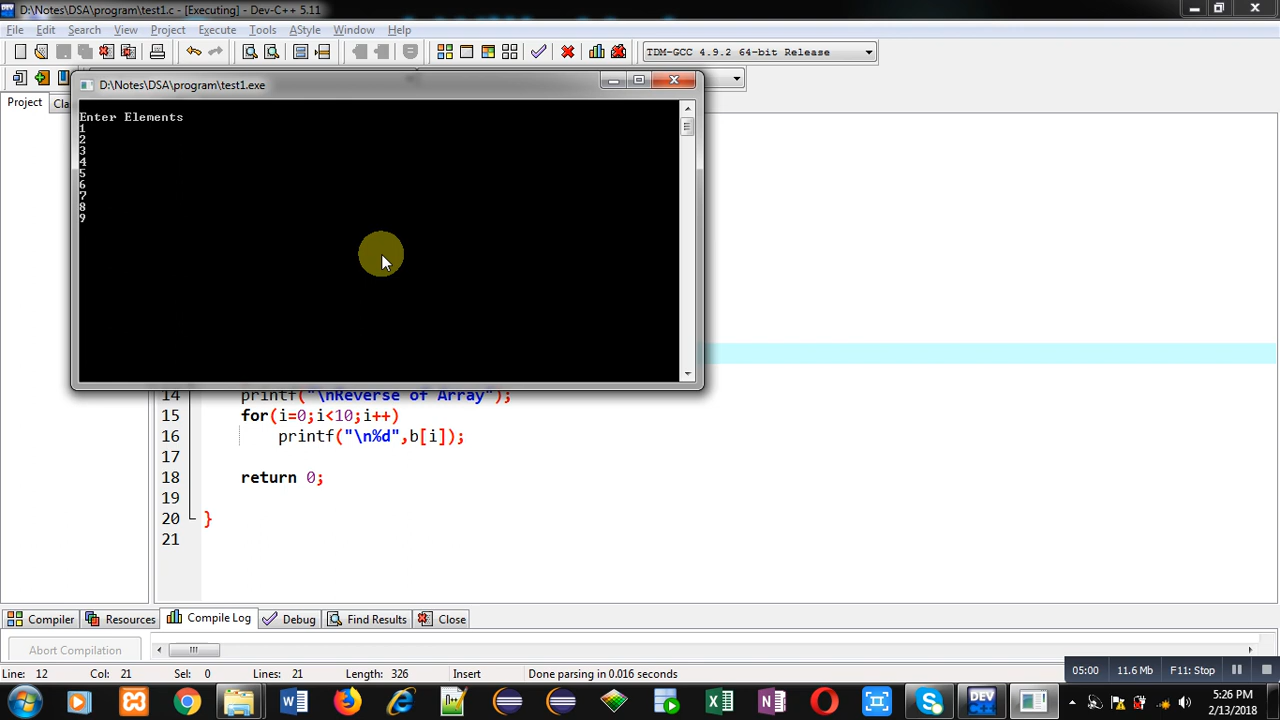 D:\Notes\DSA\program\test1.c - [Executing] - Dev-C++ 5.11
File Edit Search View Project Execute Tools AStyle Window Help
TDM-GCC 4.9.2 64-bit Release
D:\Notes\DSA\program\test1.exe
Project Cla
Enter Elements
1
2
3
4
5
6
7
8
9
14 printf("\nReverse of Array");
15 for(i=0;i<10;i++)
16 printf("\n%d",b[i]);
17
18 return 0;
19
20 }
21
Compiler Resources Compile Log Debug Find Results Close
Abort Compilation
Line: 12 Col: 21 Sel: 0 Lines: 21 Length: 326 Insert Done parsing in 0.016 seconds
05:00 11.6 Mb F11: Stop
5:26 PM
2/13/2018